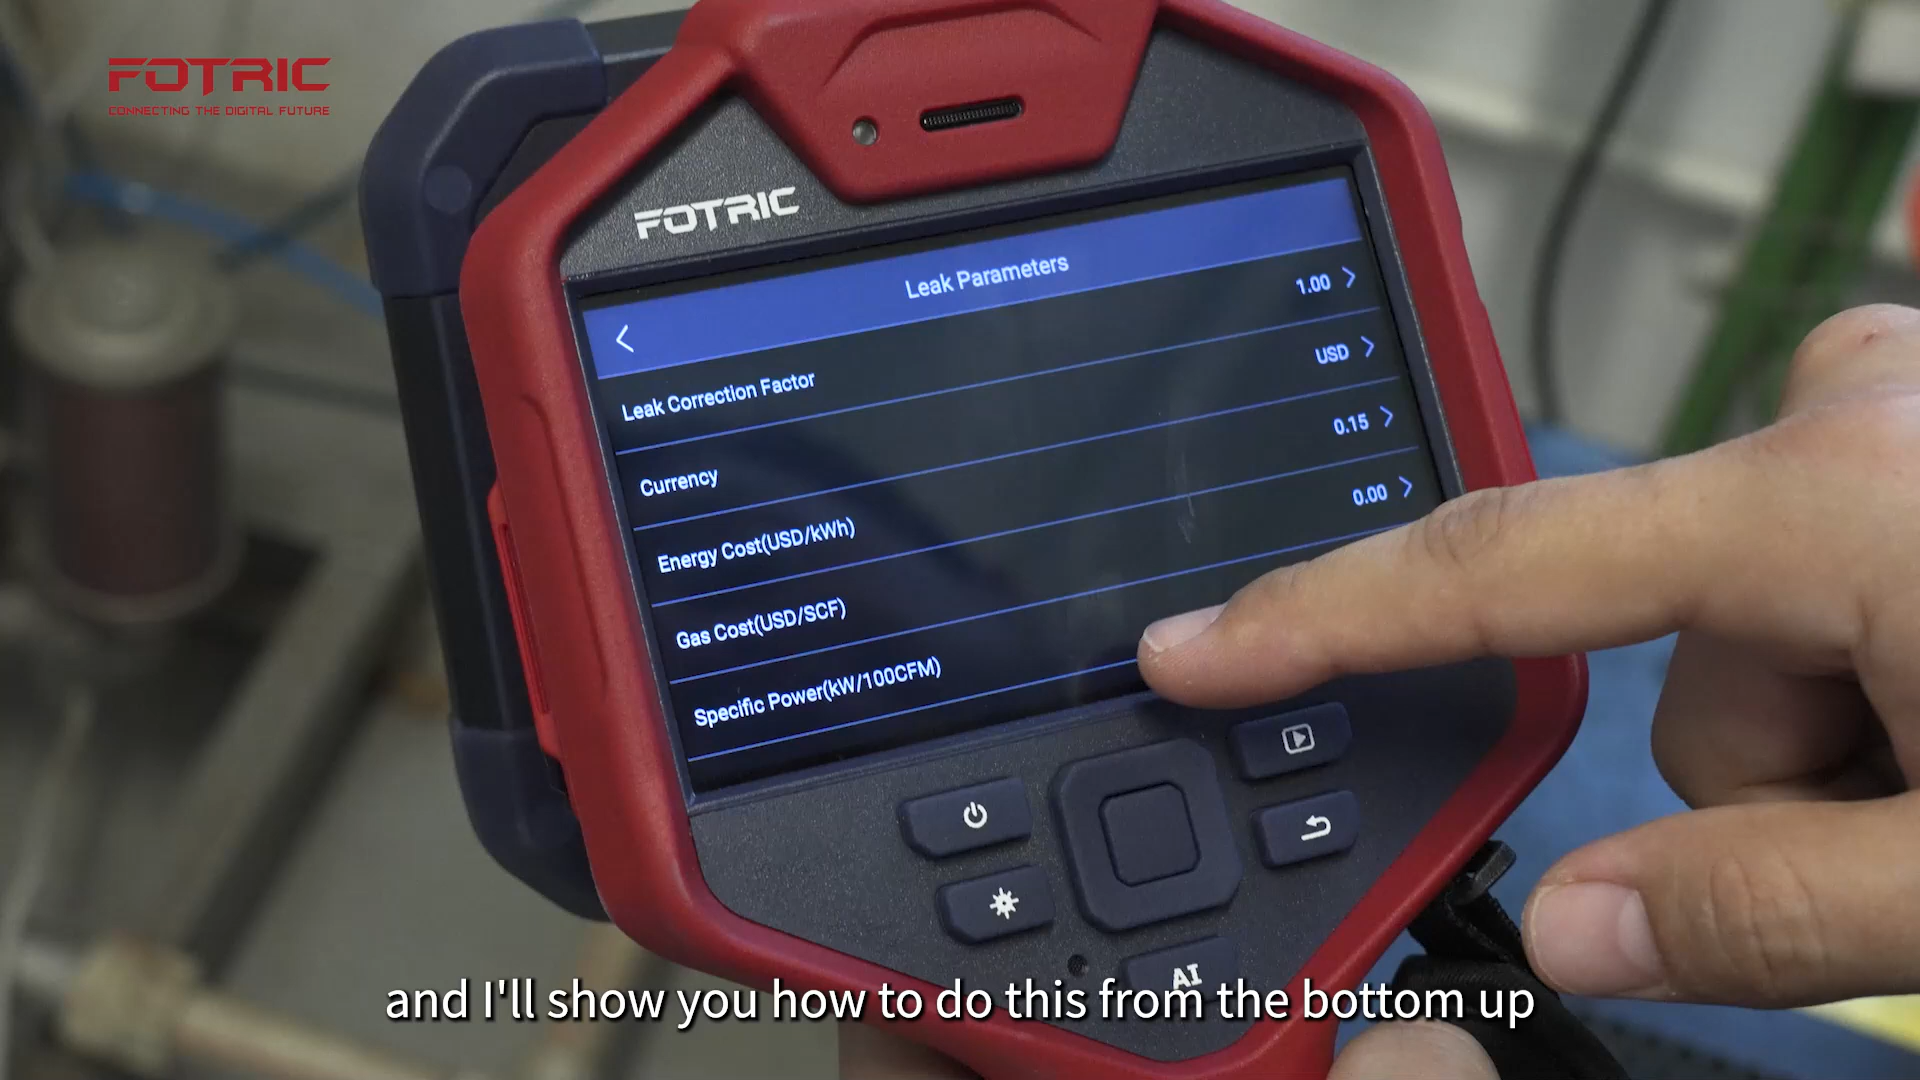 FOTRIC
CONNECTING THE DIGITAL FUTURE
FOTRIC
Leak Parameters
Leak Correction Factor 1.00
Currency USD
Energy Cost(USD/kWh) 0.15
Gas Cost(USD/SCF) 0.00
Specific Power(kW/100CFM)
AI
and I'll show you how to do this from the bottom up